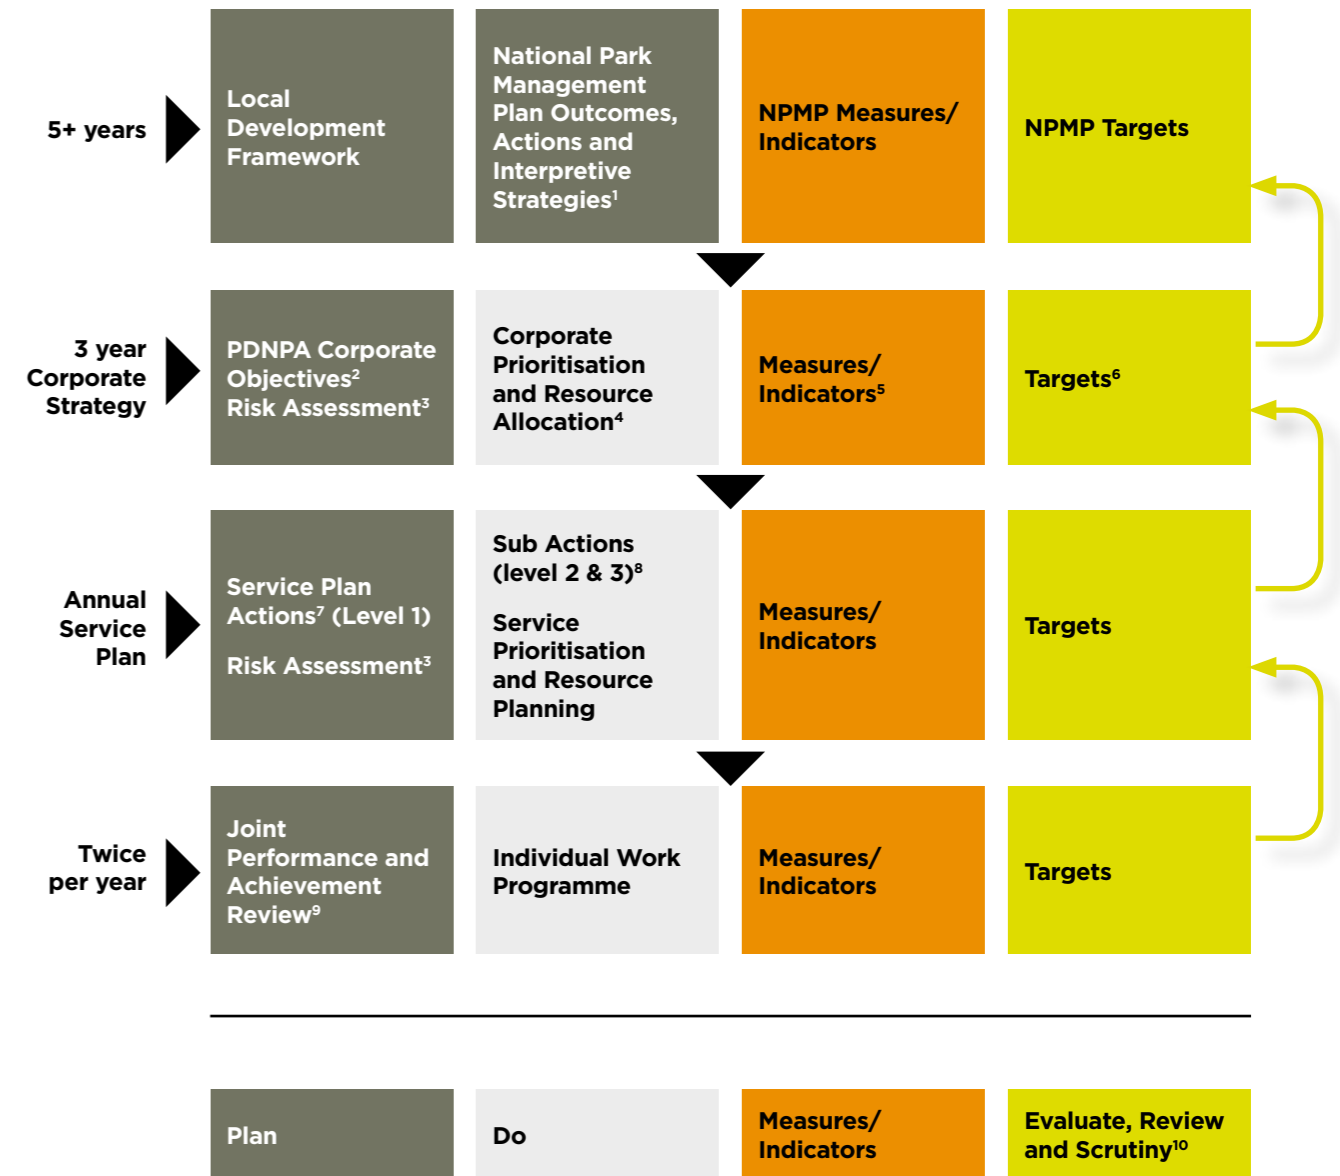 5+ years
Local
Development
Framework
National Park
Management
Plan Outcomes,
Actions and
Interpretive
Strategies¹
NPMP Measures/
Indicators
NPMP Targets
3 year
Corporate
Strategy
PDNPA Corporate
Objectives²
Risk Assessment³
Corporate
Prioritisation
and Resource
Allocation⁴
Measures/
Indicators⁵
Targets⁶
Annual
Service
Plan
Service Plan
Actions⁷ (Level 1)
Risk Assessment³
Sub Actions
(level 2 & 3)⁸
Service
Prioritisation
and Resource
Planning
Measures/
Indicators
Targets
Twice
per year
Joint
Performance and
Achievement
Review⁹
Individual Work
Programme
Measures/
Indicators
Targets
Plan
Do
Measures/
Indicators
Evaluate, Review
and Scrutiny¹⁰